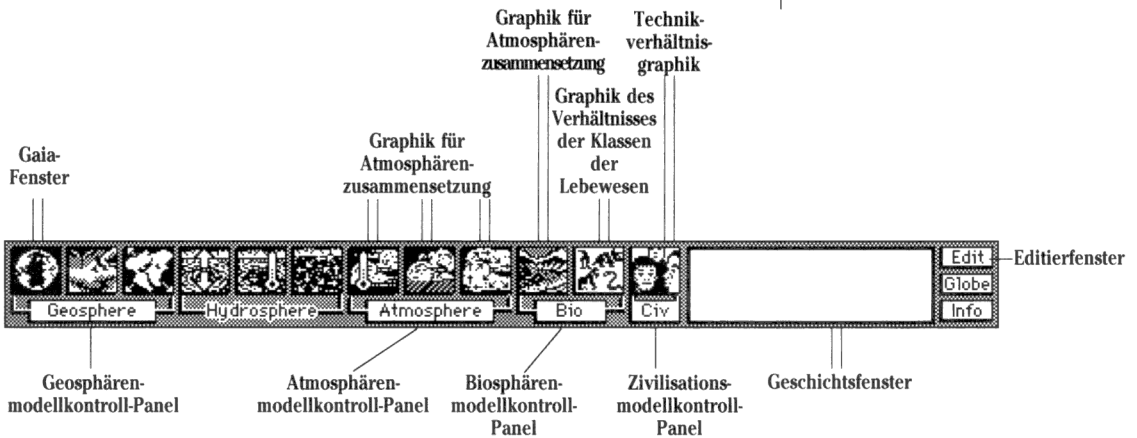 Graphik für
Atmosphären-
zusammensetzung
Technik-
verhältnis-
graphik
Graphik des
Verhältnisses
der Klassen
der
Lebewesen
Graphik für
Atmosphären-
zusammensetzung
Gaia-
Fenster
Edit
Editierfenster
Globe
Info
Geosphere
Hydrosphere
Atmosphere
Bio
Civ
Geosphären-
modellkontroll-Panel
Atmosphären-
modellkontroll-Panel
Biosphären-
modellkontroll-
Panel
Zivilisations-
modellkontroll-
Panel
Geschichtsfenster